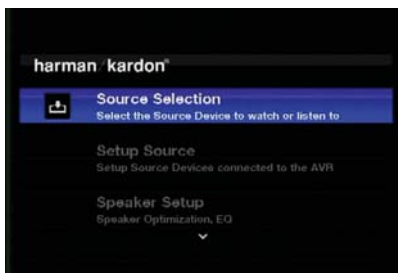 harman/kardon®
Source Selection
Select the Source Device to watch or listen to
Setup Source
Setup Source Devices connected to the AVR
Speaker Setup
Speaker Optimization, EQ